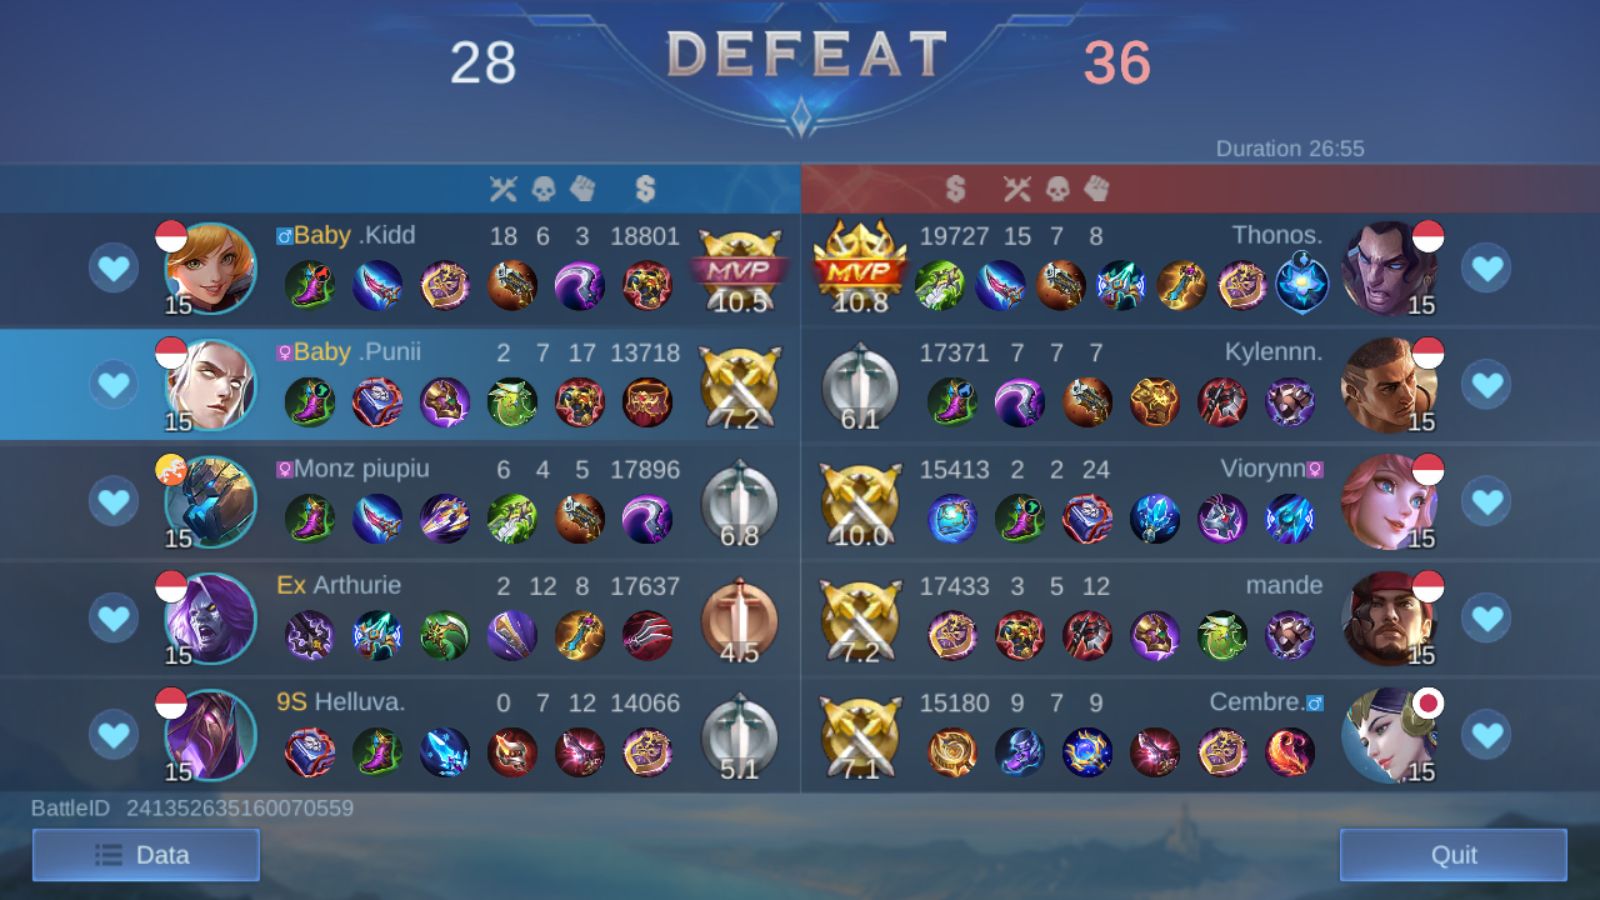 28 DEFEAT 36
Duration 26:55
Baby .Kidd 18 6 3 18801
15 MVP 10.5
19727 15 7 8 Thonos.
MVP 10.8 15
Baby .Punii 2 7 17 13718
15 7.2
17371 7 7 7 Kylennn.
6.1 15
Monz piupiu 6 4 5 17896
15 6.8
15413 2 2 24 Viorynn
10.0 15
Ex Arthurie 2 12 8 17637
15 4.5
17433 3 5 12 mande
7.2 15
9S Helluva. 0 7 12 14066
15 5.1
15180 9 7 9 Cembre.
7.1 15
BattleID 241352635160070559
Data Quit